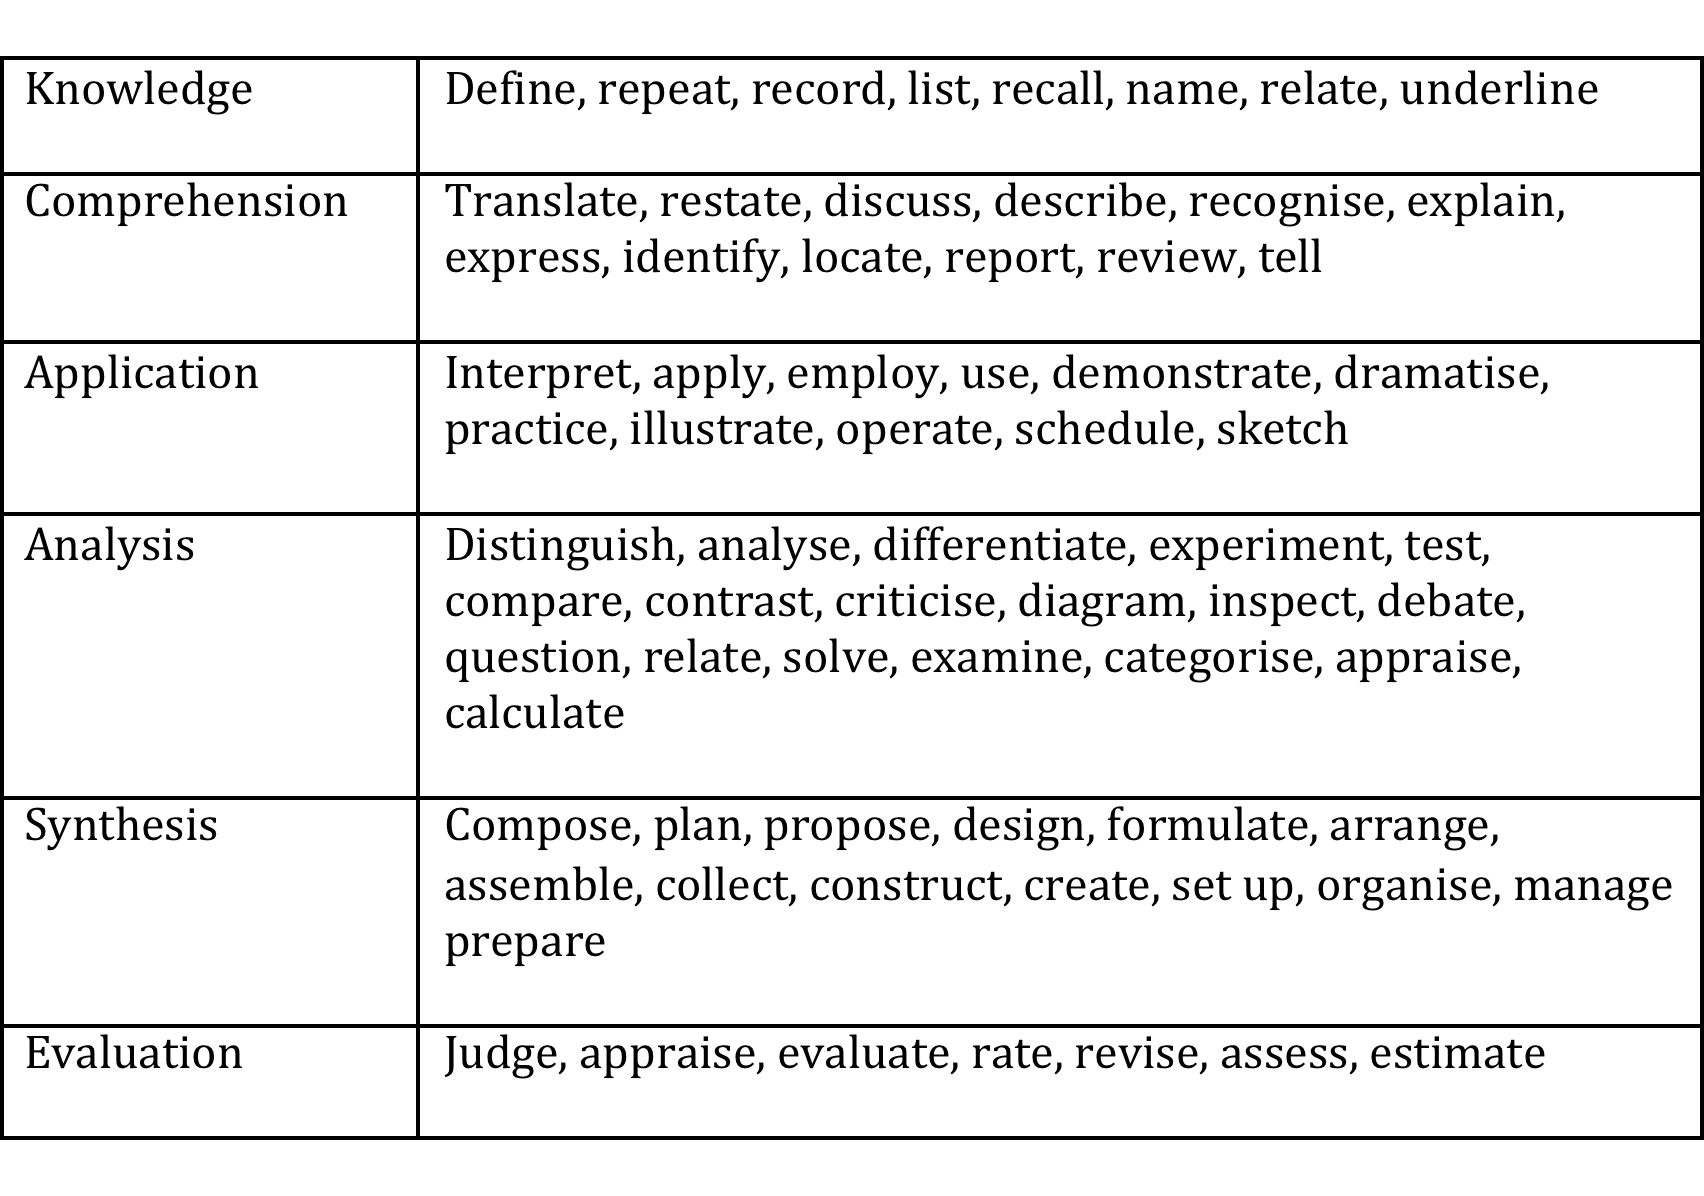 Knowledge
Define, repeat, record, list, recall, name, relate, underline
Comprehension
Translate, restate, discuss, describe, recognise, explain,
express, identify, locate, report, review, tell
Application
Interpret, apply, employ, use, demonstrate, dramatise,
practice, illustrate, operate, schedule, sketch
Analysis
Distinguish, analyse, differentiate, experiment, test,
compare, contrast, criticise, diagram, inspect, debate,
question, relate, solve, examine, categorise, appraise,
calculate
Synthesis
Compose, plan, propose, design, formulate, arrange,
assemble, collect, construct, create, set up, organise, manage
prepare
Evaluation
Judge, appraise, evaluate, rate, revise, assess, estimate